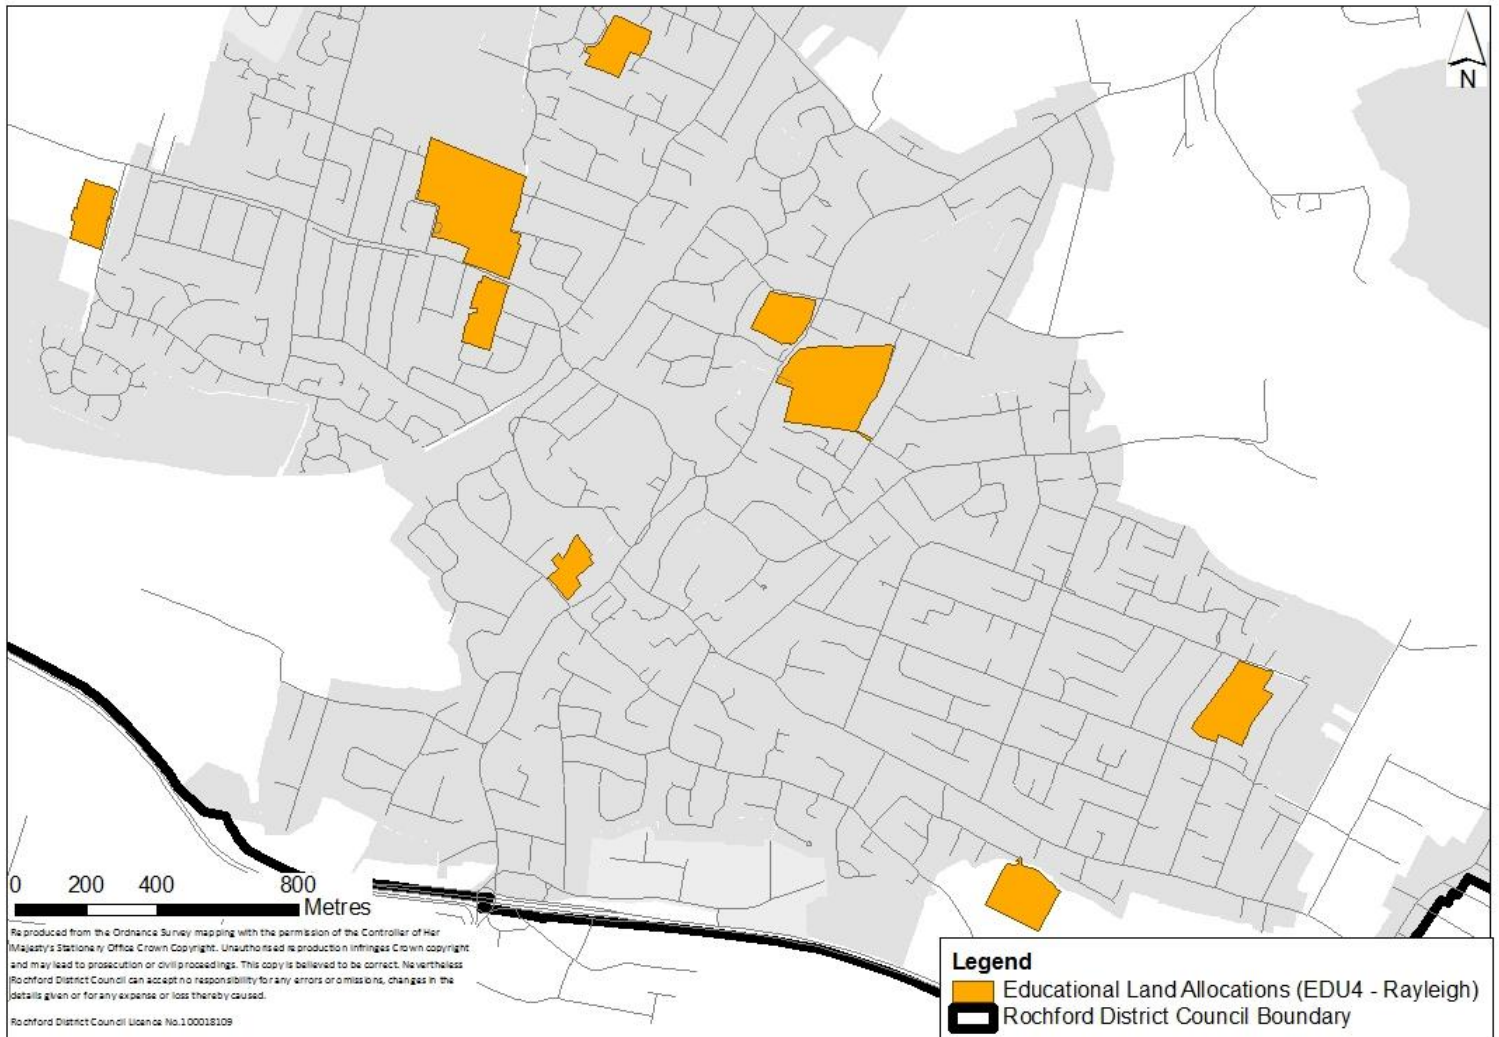 N
0 200 400 800
Metres
Reproduced from the Ordnance Survey mapping with the permission of the Controller of Her
Majesty's Stationery Office Crown Copyright. Unauthorised reproduction infringes Crown copyright
and may lead to prosecution or civil proceedings. This copy is believed to be correct. Nevertheless
Rochford District Council can accept no responsibility for any errors or omissions, changes in the
details given or for any expense or loss thereby caused.
Rochford District Council Licence No.100018109
Legend
Educational Land Allocations (EDU4 - Rayleigh)
Rochford District Council Boundary